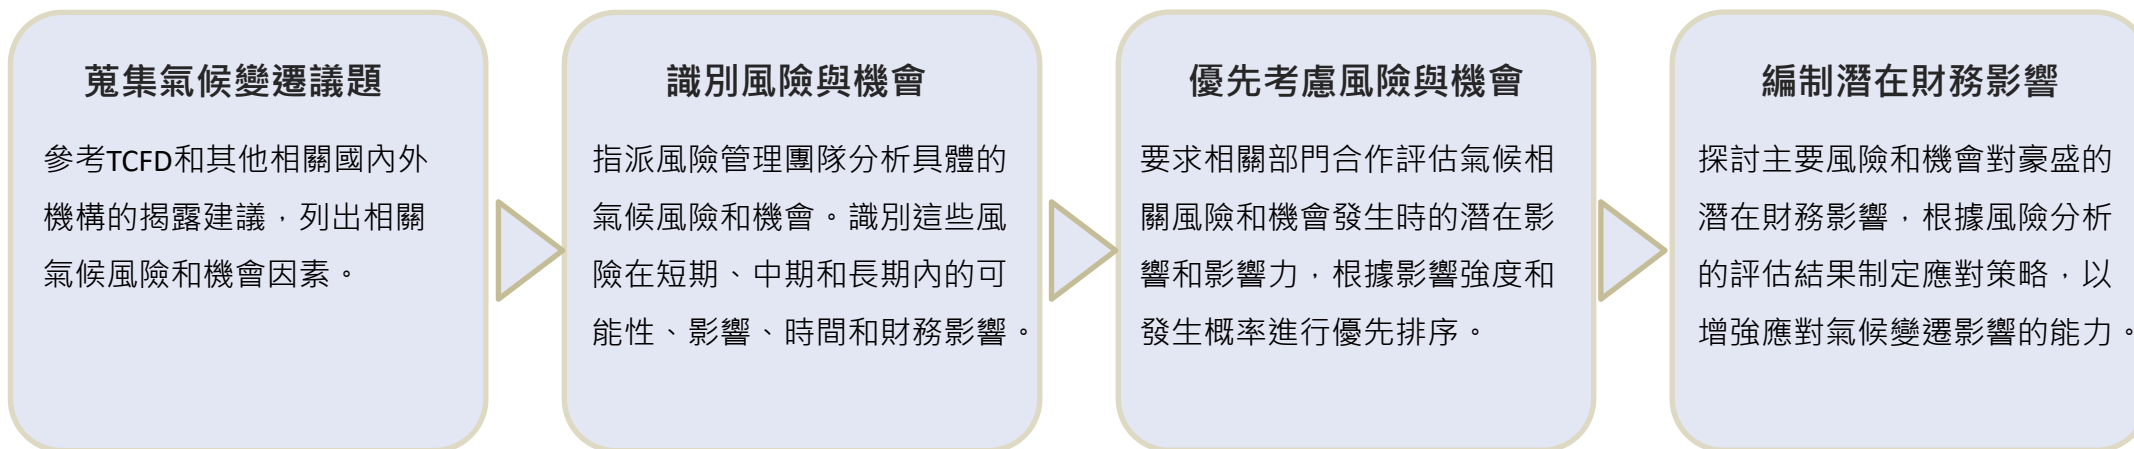 蒐集氣候變遷議題
參考TCFD和其他相關國內外
機構的揭露建議，列出相關
氣候風險和機會因素。
識別風險與機會
指派風險管理團隊分析具體的
氣候風險和機會。識別這些風
險在短期、中期和長期內的可
能性、影響、時間和財務影響。
優先考慮風險與機會
要求相關部門合作評估氣候相
關風險和機會發生時的潛在影
響和影響力，根據影響強度和
發生概率進行優先排序。
編制潛在財務影響
探討主要風險和機會對豪盛的
潛在財務影響，根據風險分析
的評估結果制定應對策略，以
增強應對氣候變遷影響的能力。